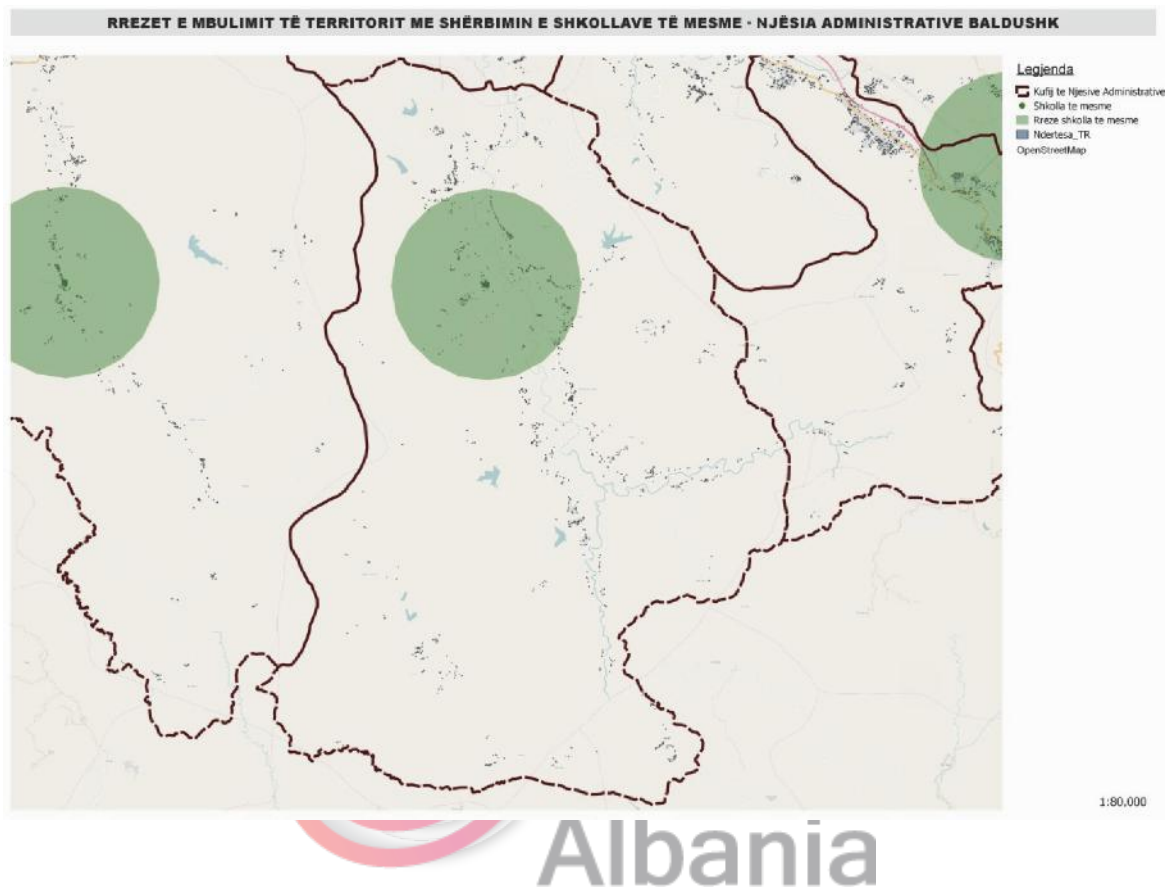 RREZET E MBULIMIT TË TERRITORIT ME SHËRBIMIN E SHKOLLAVE TË MESME - NJËSIA ADMINISTRATIVE BALDUSHK
Legjenda
Kufij te Njesive Administrative
Shkolla te mesme
Rreze shkolla te mesme
Ndertesa_TR
OpenStreetMap
1:80,000
Albania